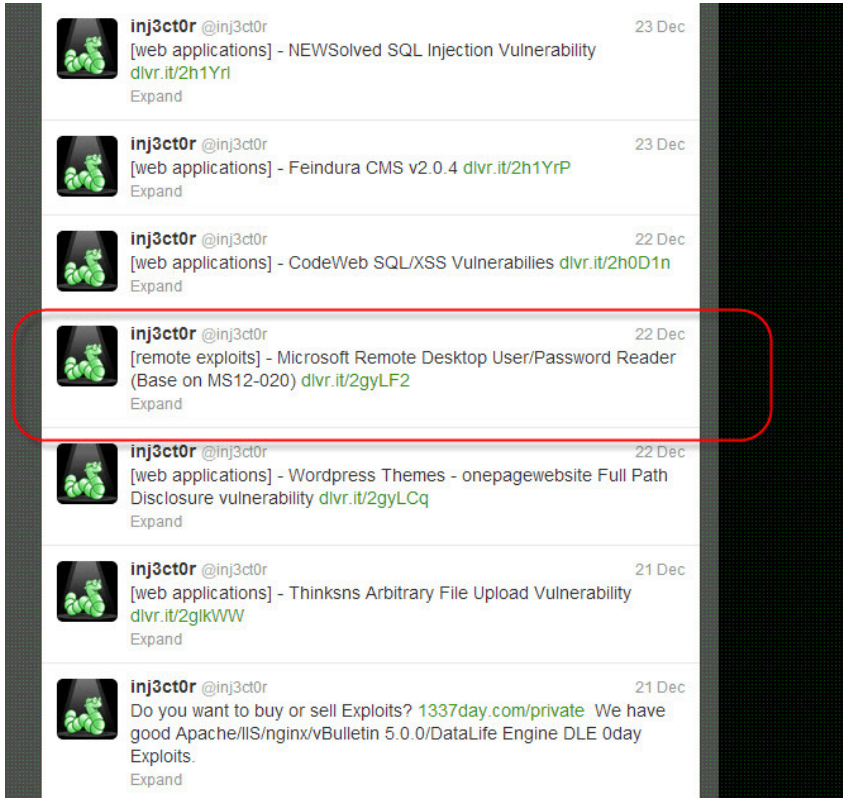 inj3ct0r @inj3ct0r 23 Dec
[web applications] - NEWSolved SQL Injection Vulnerability
dlvr.it/2h1Yrl
Expand
inj3ct0r @inj3ct0r 23 Dec
[web applications] - Feindura CMS v2.0.4 dlvr.it/2h1YrP
Expand
inj3ct0r @inj3ct0r 22 Dec
[web applications] - CodeWeb SQL/XSS Vulnerabilies dlvr.it/2h0D1n
Expand
inj3ct0r @inj3ct0r 22 Dec
[remote exploits] - Microsoft Remote Desktop User/Password Reader
(Base on MS12-020) dlvr.it/2gyLF2
Expand
inj3ct0r @inj3ct0r 22 Dec
[web applications] - Wordpress Themes - onepagewebsite Full Path
Disclosure vulnerability dlvr.it/2gyLCq
Expand
inj3ct0r @inj3ct0r 21 Dec
[web applications] - Thinksns Arbitrary File Upload Vulnerability
dlvr.it/2glkWW
Expand
inj3ct0r @inj3ct0r 21 Dec
Do you want to buy or sell Exploits? 1337day.com/private We have
good Apache/IIS/nginx/vBulletin 5.0.0/DataLife Engine DLE 0day
Exploits.
Expand